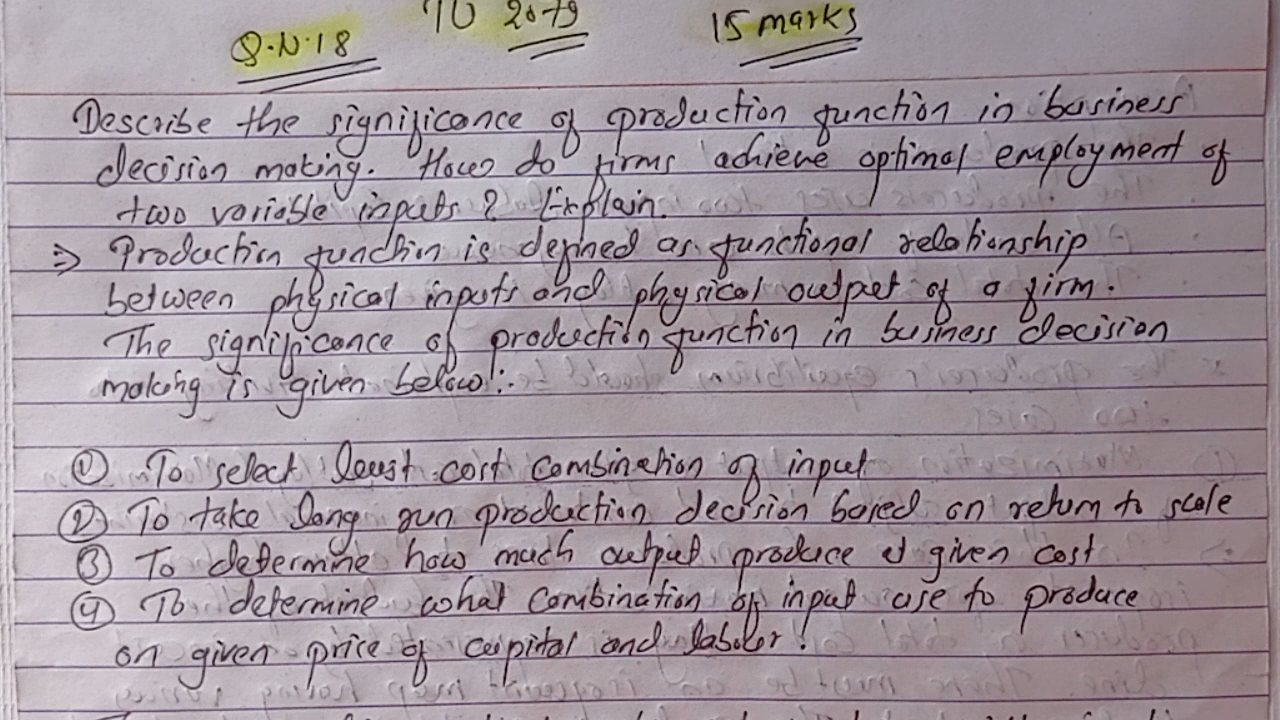 Q.N.18 TU 2079 15 marks
Describe the significance of production function in business
decision making. How do firms achieve optimal employment of
two variable inputs? Explain.
⇒ Production function is defined as functional relationship
between physical inputs and physical output of a firm.
The significance of production function in business decision
making is given below:-
① To select least cost combination of input
② To take long run production decision based on return to scale
③ To determine how much output produce at given cost
④ To determine what combination of input use to produce
on given price of capital and labour.